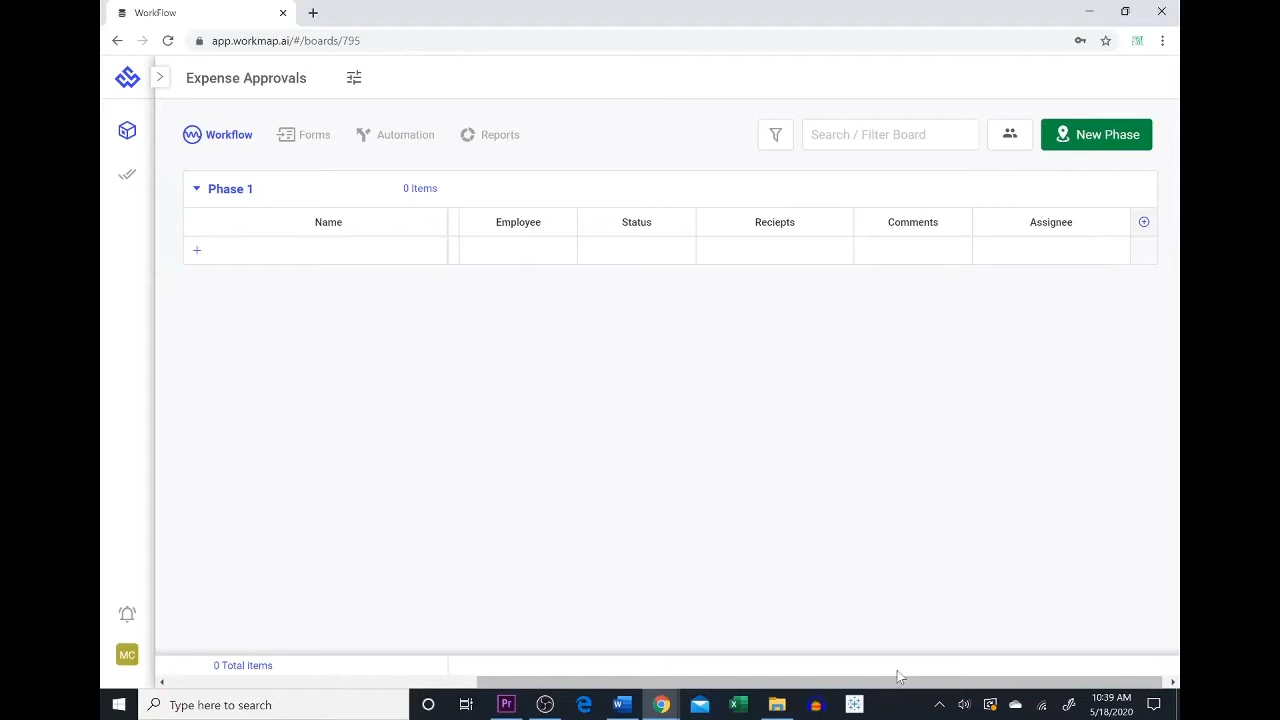 WorkFlow
app.workmap.ai/#/boards/795
Expense Approvals
Workflow Forms Automation Reports Search / Filter Board New Phase
Phase 1 0 Items
Name Employee Status Reciepts Comments Assignee
MC
0 Total items
Type here to search
Pr
10:39 AM
5/18/2020